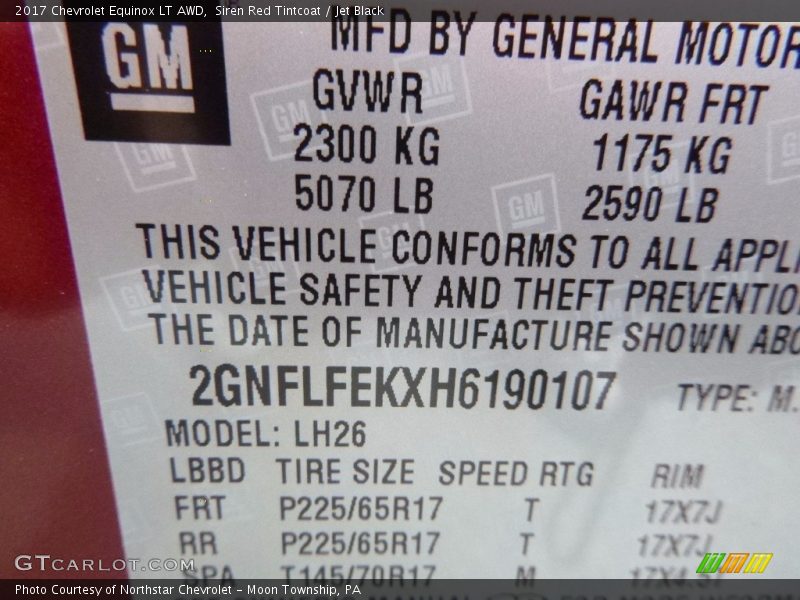 2017 Chevrolet Equinox LT AWD, Siren Red Tintcoat / Jet Black
GM
MFD BY GENERAL MOTOR
GVWR GAWR FRT
2300 KG 1175 KG
5070 LB 2590 LB
THIS VEHICLE CONFORMS TO ALL APPLI
VEHICLE SAFETY AND THEFT PREVENTIO
THE DATE OF MANUFACTURE SHOWN ABO
2GNFLFEKXH6190107 TYPE: M.
MODEL: LH26
LBBD TIRE SIZE SPEED RTG RIM
FRT P225/65R17 T 17X7J
RR P225/65R17 T 17X7J
SPA T145/70R17 M
GTCARLOT.COM
Photo Courtesy of Northstar Chevrolet – Moon Township, PA